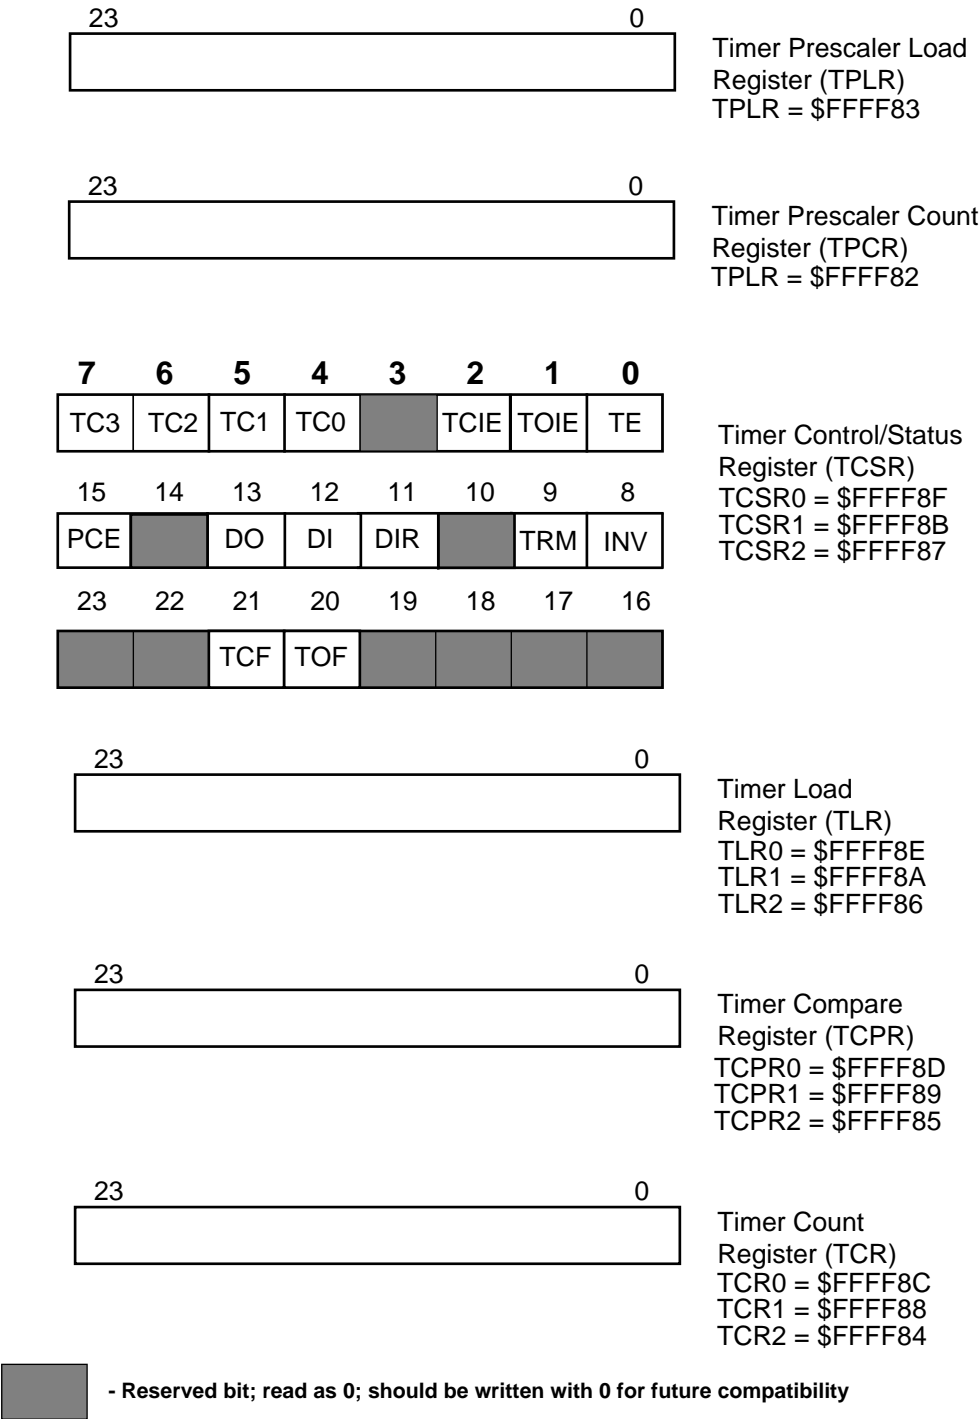 23 0
Timer Prescaler Load
Register (TPLR)
TPLR = $FFFF83
23 0
Timer Prescaler Count
Register (TPCR)
TPLR = $FFFF82
7 6 5 4 3 2 1 0
TC3 TC2 TC1 TC0 TCIE TOIE TE
Timer Control/Status
Register (TCSR)
TCSR0 = $FFFF8F
TCSR1 = $FFFF8B
TCSR2 = $FFFF87
15 14 13 12 11 10 9 8
PCE DO DI DIR TRM INV
23 22 21 20 19 18 17 16
TCF TOF
23 0
Timer Load
Register (TLR)
TLR0 = $FFFF8E
TLR1 = $FFFF8A
TLR2 = $FFFF86
23 0
Timer Compare
Register (TCPR)
TCPR0 = $FFFF8D
TCPR1 = $FFFF89
TCPR2 = $FFFF85
23 0
Timer Count
Register (TCR)
TCR0 = $FFFF8C
TCR1 = $FFFF88
TCR2 = $FFFF84
- Reserved bit; read as 0; should be written with 0 for future compatibility